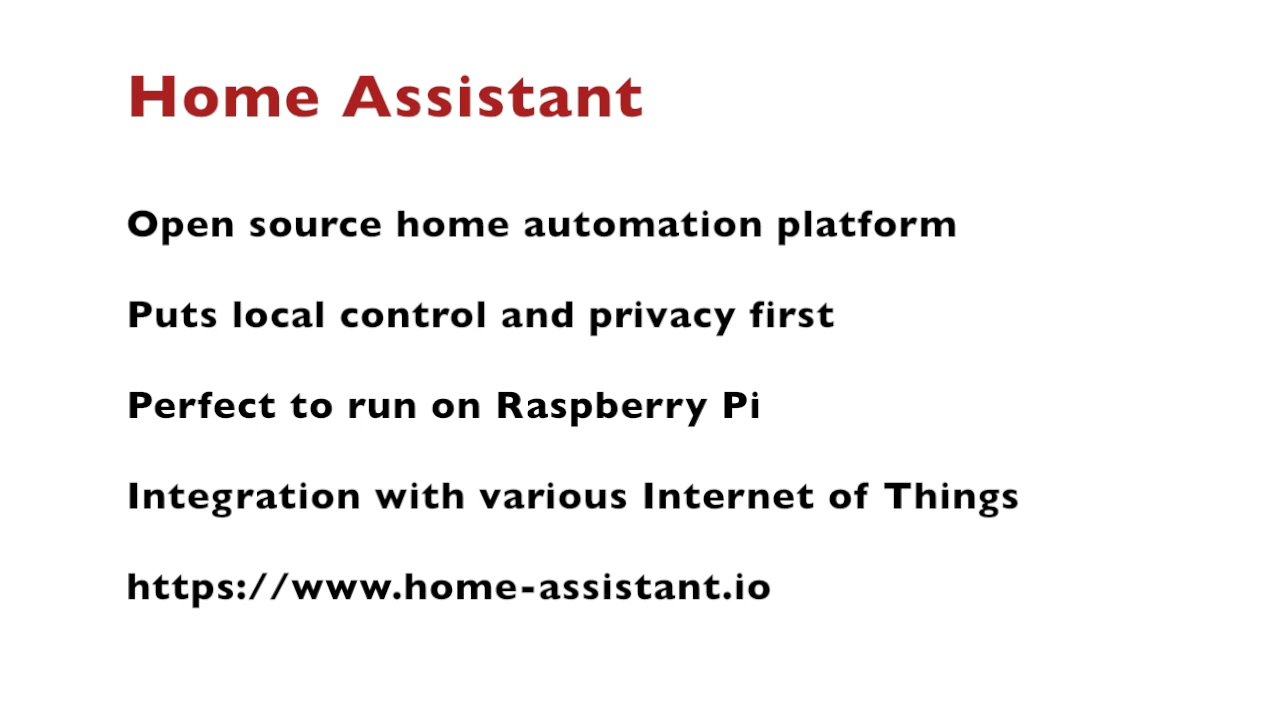 Home Assistant
Open source home automation platform
Puts local control and privacy first
Perfect to run on Raspberry Pi
Integration with various Internet of Things
https://www.home-assistant.io